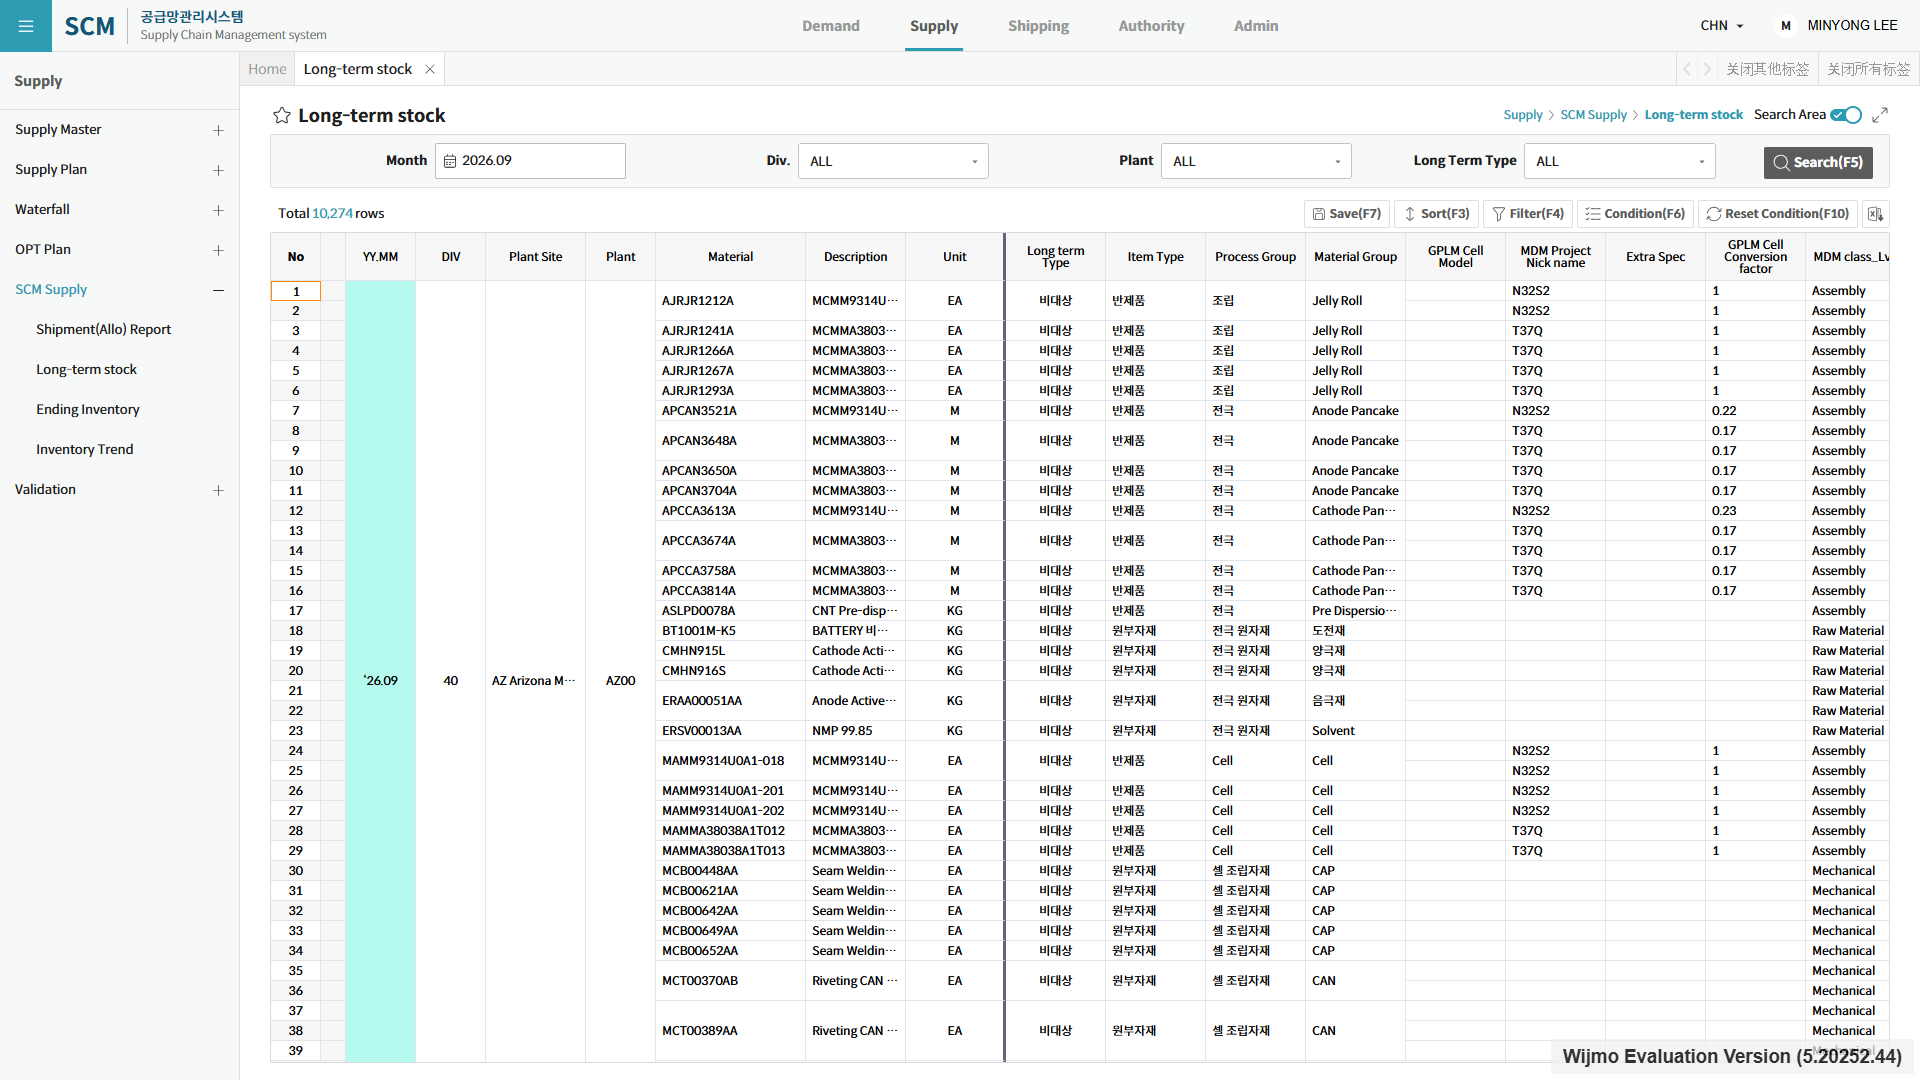 SCM
공급망관리시스템
Supply Chain Management system
Demand
Supply
Shipping
Authority
Admin
CHN
M
MINYONG LEE
Supply
Home
Long-term stock
关闭其他标签
关闭所有标签
Supply Master
Supply Plan
Waterfall
OPT Plan
SCM Supply
Shipment(Allo) Report
Long-term stock
Ending Inventory
Inventory Trend
Validation
Long-term stock
Supply > SCM Supply > Long-term stock
Search Area
Month 2026.09
Div. ALL
Plant ALL
Long Term Type ALL
Search(F5)
Total 10,274 rows
Save(F7)
Sort(F3)
Filter(F4)
Condition(F6)
Reset Condition(F10)
No YY.MM DIV Plant Site Plant Material Description Unit Long term Type Item Type Process Group Material Group GPLM Cell Model MDM Project Nick name Extra Spec GPLM Cell Conversion factor MDM class_Lv
'26.09 40 AZ Arizona M… AZ00
1 AJRJR1212A MCMM9314U… EA 비대상 반제품 조립 Jelly Roll N32S2 1 Assembly
2 N32S2 1 Assembly
3 AJRJR1241A MCMMA3803… EA 비대상 반제품 조립 Jelly Roll T37Q 1 Assembly
4 AJRJR1266A MCMMA3803… EA 비대상 반제품 조립 Jelly Roll T37Q 1 Assembly
5 AJRJR1267A MCMMA3803… EA 비대상 반제품 조립 Jelly Roll T37Q 1 Assembly
6 AJRJR1293A MCMMA3803… EA 비대상 반제품 조립 Jelly Roll T37Q 1 Assembly
7 APCAN3521A MCMM9314U… M 비대상 반제품 전극 Anode Pancake N32S2 0.22 Assembly
8 APCAN3648A MCMMA3803… M 비대상 반제품 전극 Anode Pancake T37Q 0.17 Assembly
9 T37Q 0.17 Assembly
10 APCAN3650A MCMMA3803… M 비대상 반제품 전극 Anode Pancake T37Q 0.17 Assembly
11 APCAN3704A MCMMA3803… M 비대상 반제품 전극 Anode Pancake T37Q 0.17 Assembly
12 APCCA3613A MCMM9314U… M 비대상 반제품 전극 Cathode Pan… N32S2 0.23 Assembly
13 APCCA3674A MCMMA3803… M 비대상 반제품 전극 Cathode Pan… T37Q 0.17 Assembly
14 T37Q 0.17 Assembly
15 APCCA3758A MCMMA3803… M 비대상 반제품 전극 Cathode Pan… T37Q 0.17 Assembly
16 APCCA3814A MCMMA3803… M 비대상 반제품 전극 Cathode Pan… T37Q 0.17 Assembly
17 ASLPD0078A CNT Pre-disp… KG 비대상 반제품 전극 Pre Dispersio… Assembly
18 BT1001M-K5 BATTERY 비… KG 비대상 원부자재 전극 원자재 도전재 Raw Material
19 CMHN915L Cathode Acti… KG 비대상 원부자재 전극 원자재 양극재 Raw Material
20 CMHN916S Cathode Acti… KG 비대상 원부자재 전극 원자재 양극재 Raw Material
21 ERAA00051AA Anode Active… KG 비대상 원부자재 전극 원자재 음극재 Raw Material
22 Raw Material
23 ERSV00013AA NMP 99.85 KG 비대상 원부자재 전극 원자재 Solvent Raw Material
24 MAMM9314U0A1-018 MCMM9314U… EA 비대상 반제품 Cell Cell N32S2 1 Assembly
25 N32S2 1 Assembly
26 MAMM9314U0A1-201 MCMM9314U… EA 비대상 반제품 Cell Cell N32S2 1 Assembly
27 MAMM9314U0A1-202 MCMM9314U… EA 비대상 반제품 Cell Cell N32S2 1 Assembly
28 MAMMA38038A1T012 MCMMA3803… EA 비대상 반제품 Cell Cell T37Q 1 Assembly
29 MAMMA38038A1T013 MCMMA3803… EA 비대상 반제품 Cell Cell T37Q 1 Assembly
30 MCB00448AA Seam Weldin… EA 비대상 원부자재 셀 조립자재 CAP Mechanical
31 MCB00621AA Seam Weldin… EA 비대상 원부자재 셀 조립자재 CAP Mechanical
32 MCB00642AA Seam Weldin… EA 비대상 원부자재 셀 조립자재 CAP Mechanical
33 MCB00649AA Seam Weldin… EA 비대상 원부자재 셀 조립자재 CAP Mechanical
34 MCB00652AA Seam Weldin… EA 비대상 원부자재 셀 조립자재 CAP Mechanical
35 MCT00370AB Riveting CAN … EA 비대상 원부자재 셀 조립자재 CAN Mechanical
36 Mechanical
37 Mechanical
38 MCT00389AA Riveting CAN … EA 비대상 원부자재 셀 조립자재 CAN Mechanical
39
Wijmo Evaluation Version (5.20252.44)